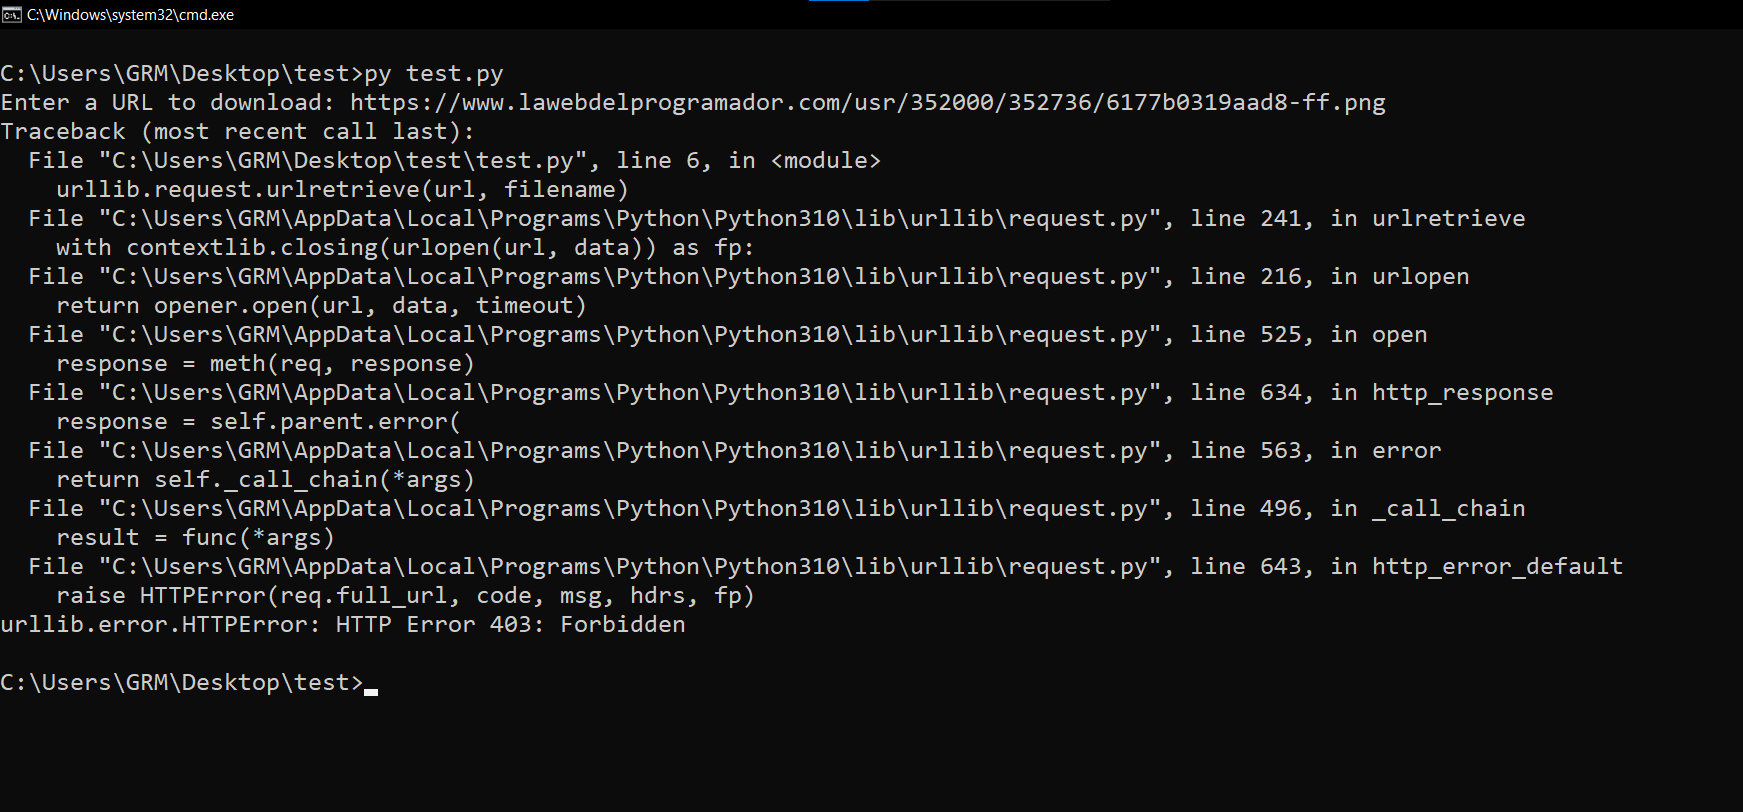 C:\Windows\system32\cmd.exe
C:\Users\GRM\Desktop\test>py test.py
Enter a URL to download: https://www.lawebdelprogramador.com/usr/352000/352736/6177b0319aad8-ff.png
Traceback (most recent call last):
  File "C:\Users\GRM\Desktop\test\test.py", line 6, in <module>
    urllib.request.urlretrieve(url, filename)
  File "C:\Users\GRM\AppData\Local\Programs\Python\Python310\lib\urllib\request.py", line 241, in urlretrieve
    with contextlib.closing(urlopen(url, data)) as fp:
  File "C:\Users\GRM\AppData\Local\Programs\Python\Python310\lib\urllib\request.py", line 216, in urlopen
    return opener.open(url, data, timeout)
  File "C:\Users\GRM\AppData\Local\Programs\Python\Python310\lib\urllib\request.py", line 525, in open
    response = meth(req, response)
  File "C:\Users\GRM\AppData\Local\Programs\Python\Python310\lib\urllib\request.py", line 634, in http_response
    response = self.parent.error(
  File "C:\Users\GRM\AppData\Local\Programs\Python\Python310\lib\urllib\request.py", line 563, in error
    return self._call_chain(*args)
  File "C:\Users\GRM\AppData\Local\Programs\Python\Python310\lib\urllib\request.py", line 496, in _call_chain
    result = func(*args)
  File "C:\Users\GRM\AppData\Local\Programs\Python\Python310\lib\urllib\request.py", line 643, in http_error_default
    raise HTTPError(req.full_url, code, msg, hdrs, fp)
urllib.error.HTTPError: HTTP Error 403: Forbidden
C:\Users\GRM\Desktop\test>